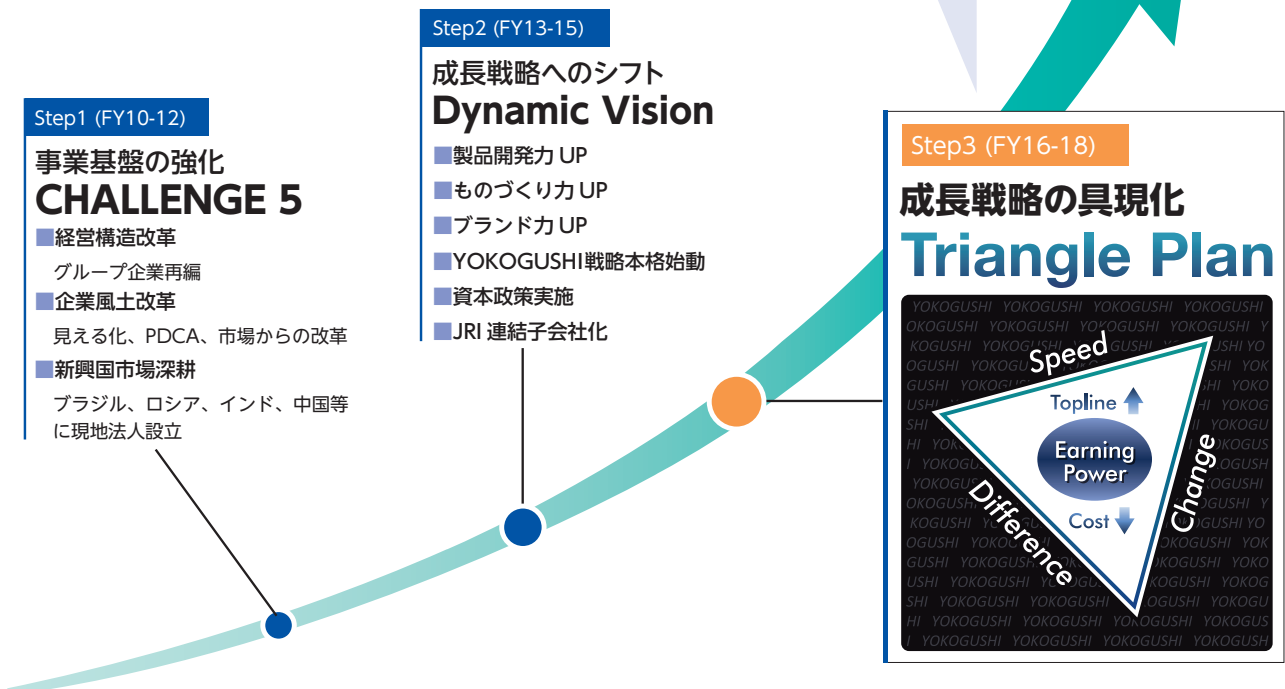 Step1 (FY10-12)
事業基盤の強化
CHALLENGE 5
■経営構造改革
グループ企業再編
■企業風土改革
見える化、PDCA、市場からの改革
■新興国市場深耕
ブラジル、ロシア、インド、中国等
に現地法人設立
Step2 (FY13-15)
成長戦略へのシフト
Dynamic Vision
■製品開発力 UP
■ものづくり力 UP
■ブランド力 UP
■YOKOGUSHI戦略本格始動
■資本政策実施
■JRI 連結子会社化
Step3 (FY16-18)
成長戦略の具現化
Triangle Plan
YOKOGUSHI YOKOGUSHI YOKOGUSHI YOKOGUSHI
OKOGUSHI YOKOGUSHI YOKOGUSHI YOKOGUSHI Y
Speed
Topline
Earning
Power
Cost
Difference
Change